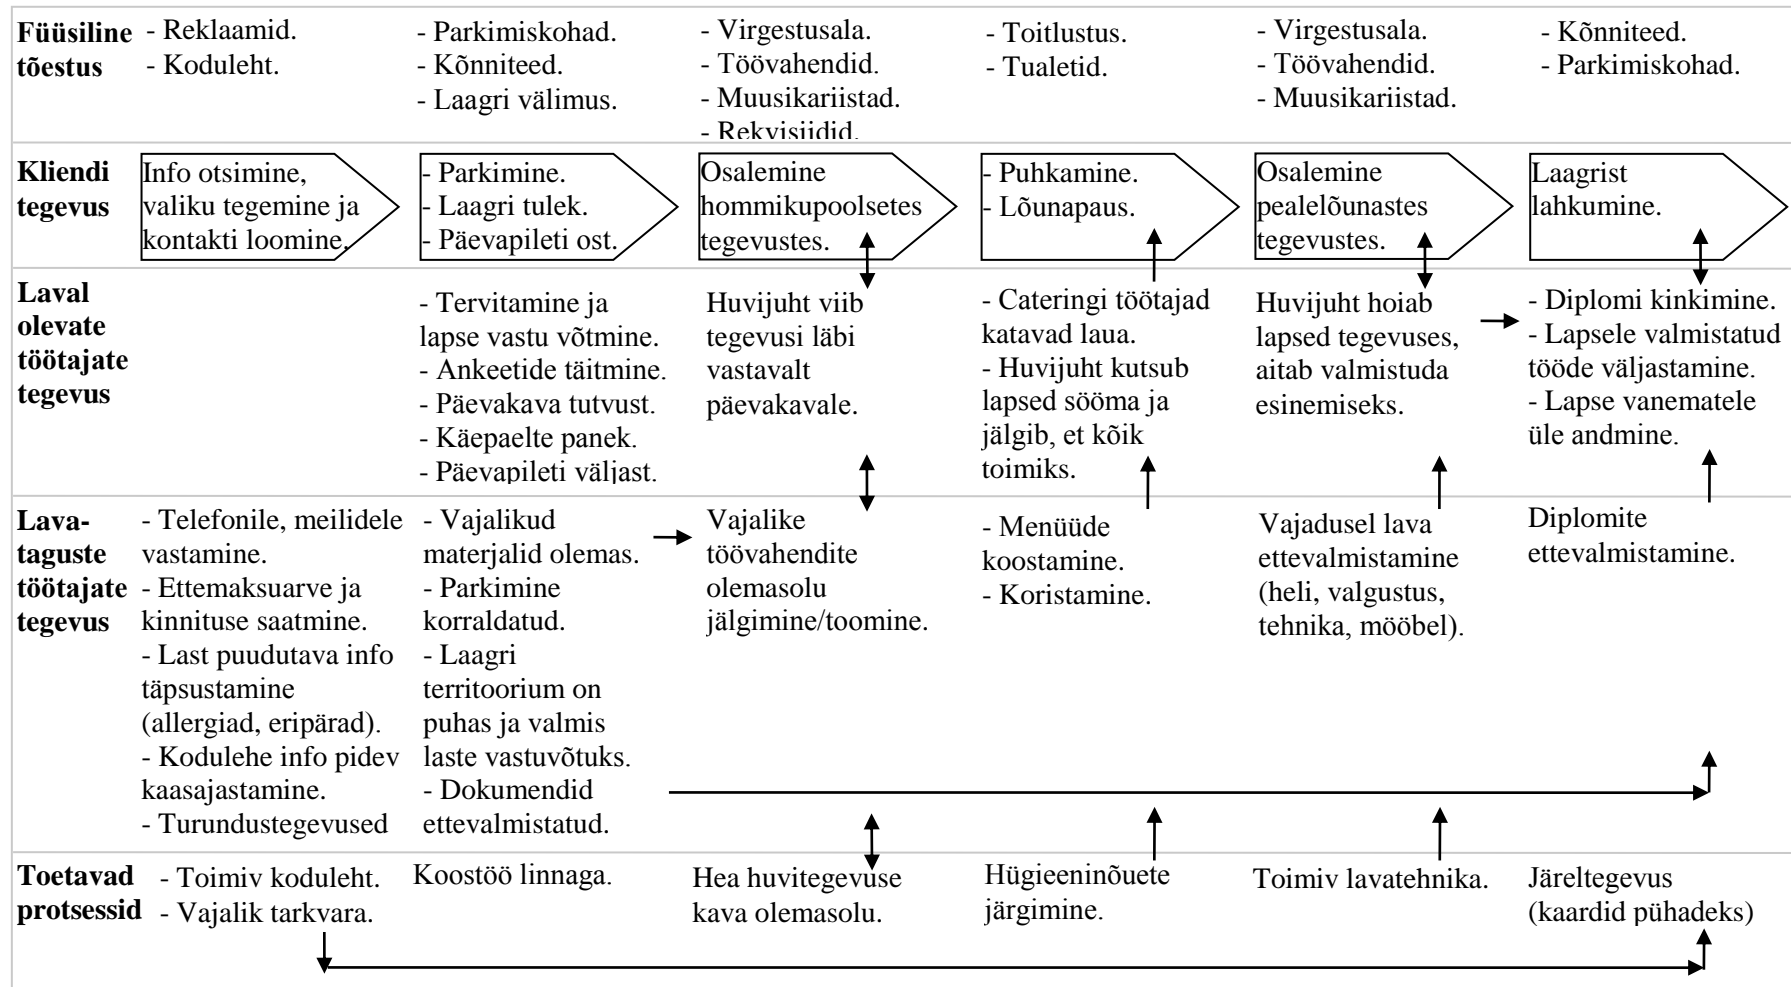 Füüsiline
tõestus
- Reklaamid.
- Koduleht.
- Parkimiskohad.
- Kõnniteed.
- Laagri välimus.
- Virgestusala.
- Töövahendid.
- Muusikariistad.
- Rekvisiidid.
- Toitlustus.
- Tualetid.
- Virgestusala.
- Töövahendid.
- Muusikariistad.
- Kõnniteed.
- Parkimiskohad.
Kliendi
tegevus
Info otsimine,
valiku tegemine ja
kontakti loomine.
- Parkimine.
- Laagri tulek.
- Päevapileti ost.
Osalemine
hommikupoolsetes
tegevustes.
- Puhkamine.
- Lõunapaus.
Osalemine
pealelõunastes
tegevustes.
Laagrist
lahkumine.
Laval
olevate
töötajate
tegevus
- Tervitamine ja
lapse vastu võtmine.
- Ankeetide täitmine.
- Päevakava tutvust.
- Käepaelte panek.
- Päevapileti väljast.
Huvijuht viib
tegevusi läbi
vastavalt
päevakavale.
- Cateringi töötajad
katavad laua.
- Huvijuht kutsub
lapsed sööma ja
jälgib, et kõik
toimiks.
Huvijuht hoiab
lapsed tegevuses,
aitab valmistuda
esinemiseks.
- Diplomi kinkimine.
- Lapsele valmistatud
tööde väljastamine.
- Lapse vanematele
üle andmine.
Lava-
taguste
töötajate
tegevus
- Telefonile, meilidele
vastamine.
- Ettemaksuarve ja
kinnituse saatmine.
- Last puudutava info
täpsustamine
(allergiad, eripärad).
- Kodulehe info pidev
kaasajastamine.
- Turundustegevused
- Vajalikud
materjalid olemas.
- Parkimine
korraldatud.
- Laagri
territoorium on
puhas ja valmis
laste vastuvõtuks.
- Dokumendid
ettevalmistatud.
Vajalike
töövahendite
olemasolu
jälgimine/toomine.
- Menüüde
koostamine.
- Koristamine.
Vajadusel lava
ettevalmistamine
(heli, valgustus,
tehnika, mööbel).
Diplomite
ettevalmistamine.
Toetavad
protsessid
- Toimiv koduleht.
- Vajalik tarkvara.
Koostöö linnaga.
Hea huvitegevuse
kava olemasolu.
Hügieeninõuete
järgimine.
Toimiv lavatehnika.
Järeltegevus
(kaardid pühadeks)